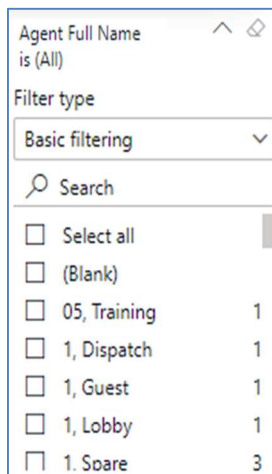 Agent Full Name
is (All)
Filter type
Basic filtering
Search
Select all
(Blank)
05, Training 1
1, Dispatch 1
1, Guest 1
1, Lobby 1
1, Spare 3